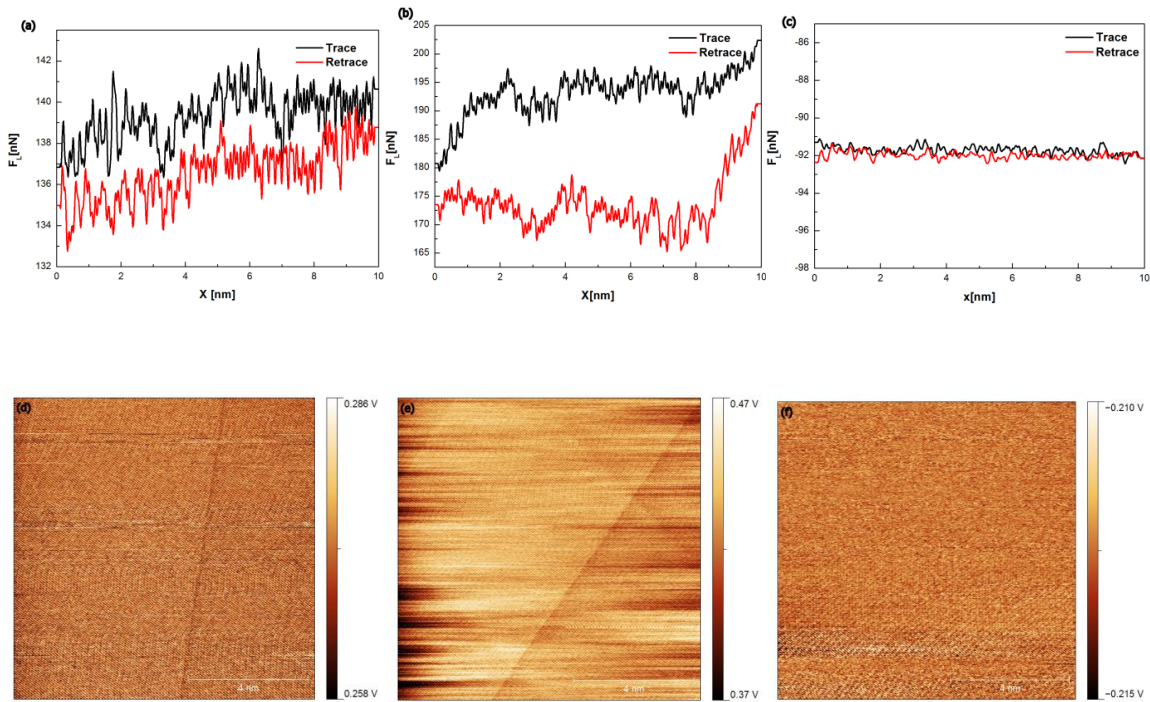 (a)
Trace
Retrace
142
140
138
136
134
132
F_L[nN]
0 2 4 6 8 10
X [nm]
(b)
Trace
Retrace
205
200
195
190
185
180
175
170
165
F_L[nN]
0 2 4 6 8 10
X[nm]
(c)
Trace
Retrace
-86
-88
-90
-92
-94
-96
-98
F_L[nN]
0 2 4 6 8 10
x[nm]
(d)
0.286 V
4 nm
0.258 V
(e)
0.47 V
4 nm
0.37 V
(f)
−0.210 V
4 nm
−0.215 V